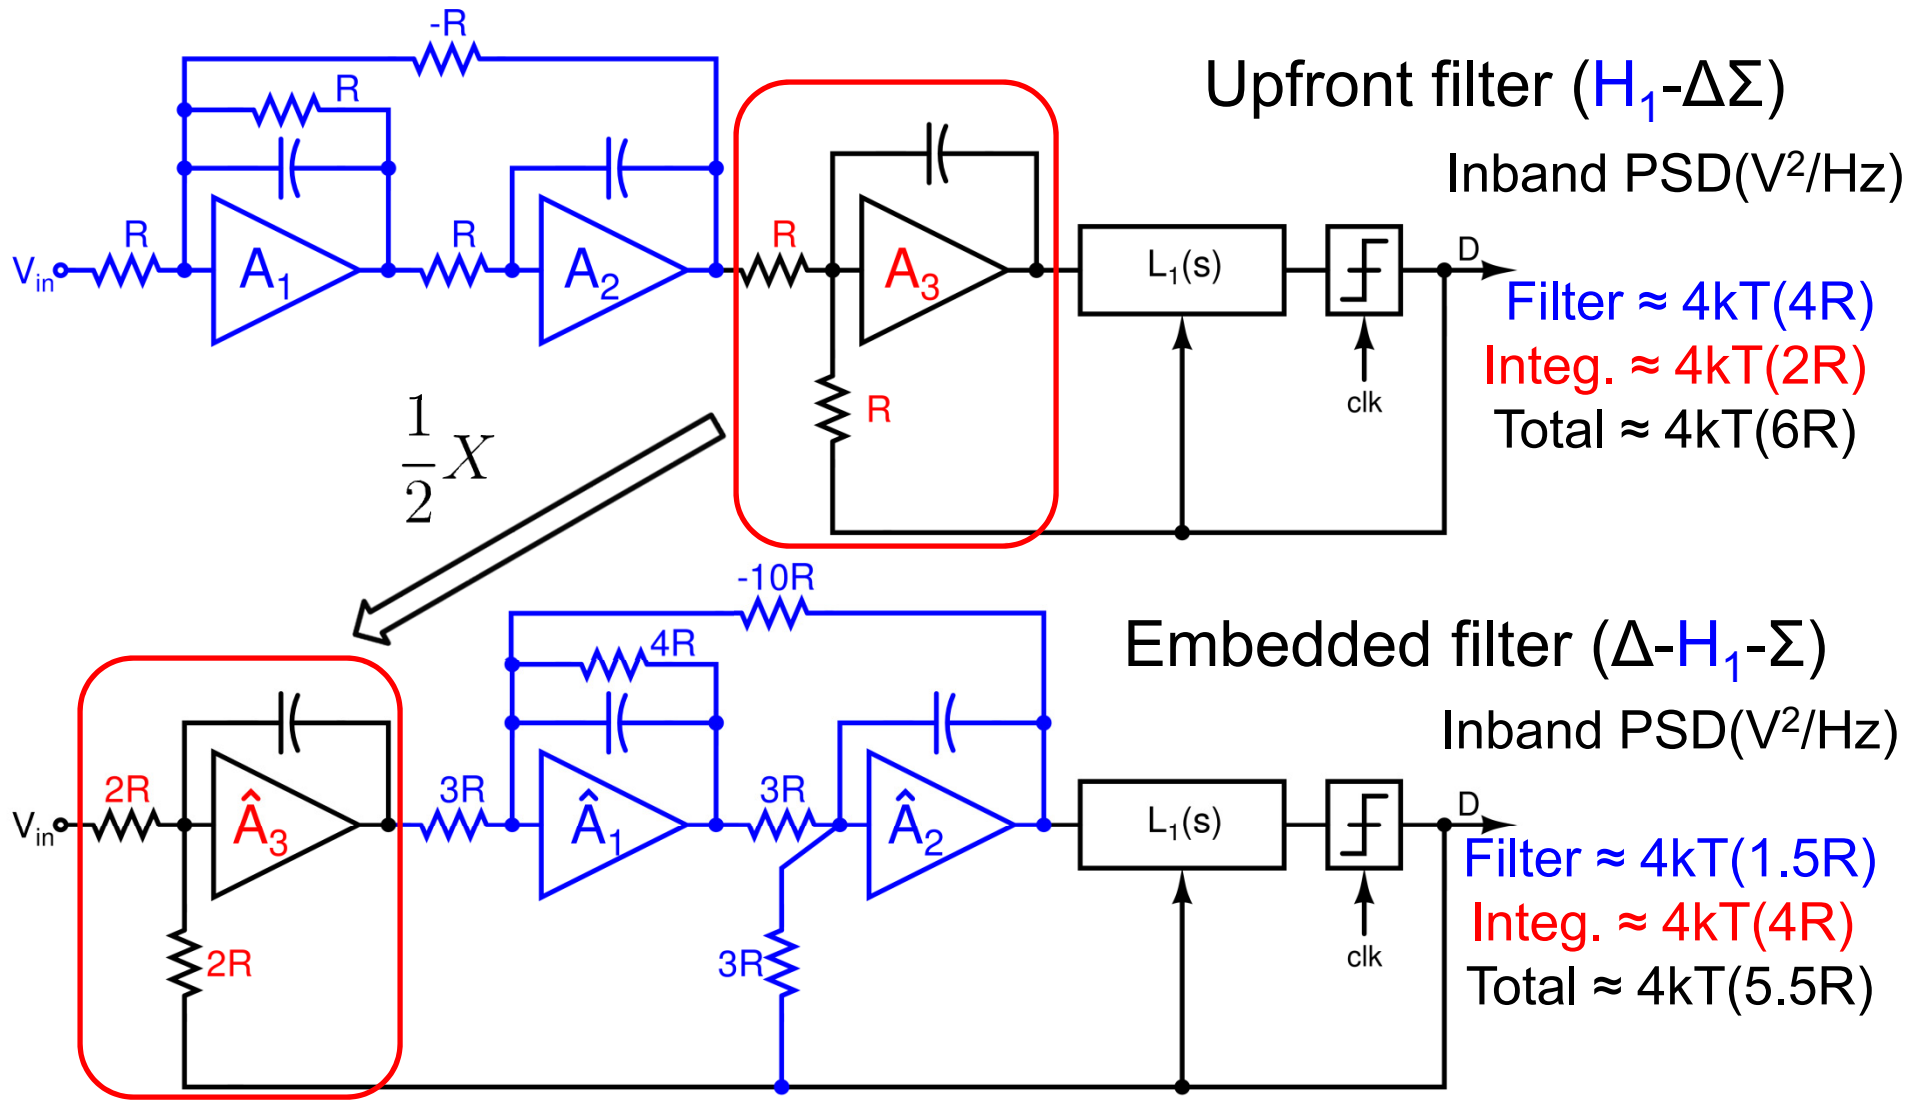 -R
Upfront filter (H₁-ΔΣ)
R
Inband PSD(V²/Hz)
R
R
R
D
Vin
A₁
A₂
A₃
L₁(s)
Filter ≈ 4kT(4R)
Integ. ≈ 4kT(2R)
R
clk
Total ≈ 4kT(6R)
1/2 X
-10R
Embedded filter (Δ-H₁-Σ)
4R
Inband PSD(V²/Hz)
2R
3R
3R
D
Vin
Â₃
Â₁
Â₂
L₁(s)
Filter ≈ 4kT(1.5R)
Integ. ≈ 4kT(4R)
2R
3R
clk
Total ≈ 4kT(5.5R)